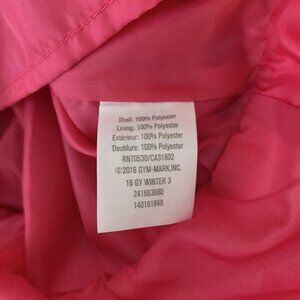 Shell: 100% Polyester
Lining: 100% Polyester
Extérieur: 100% Polyester
Doublure: 100% Polyester
RN70530/CA31802
©2016 GYM-MARK,INC.
16 GY WINTER 3
241663680
140161849